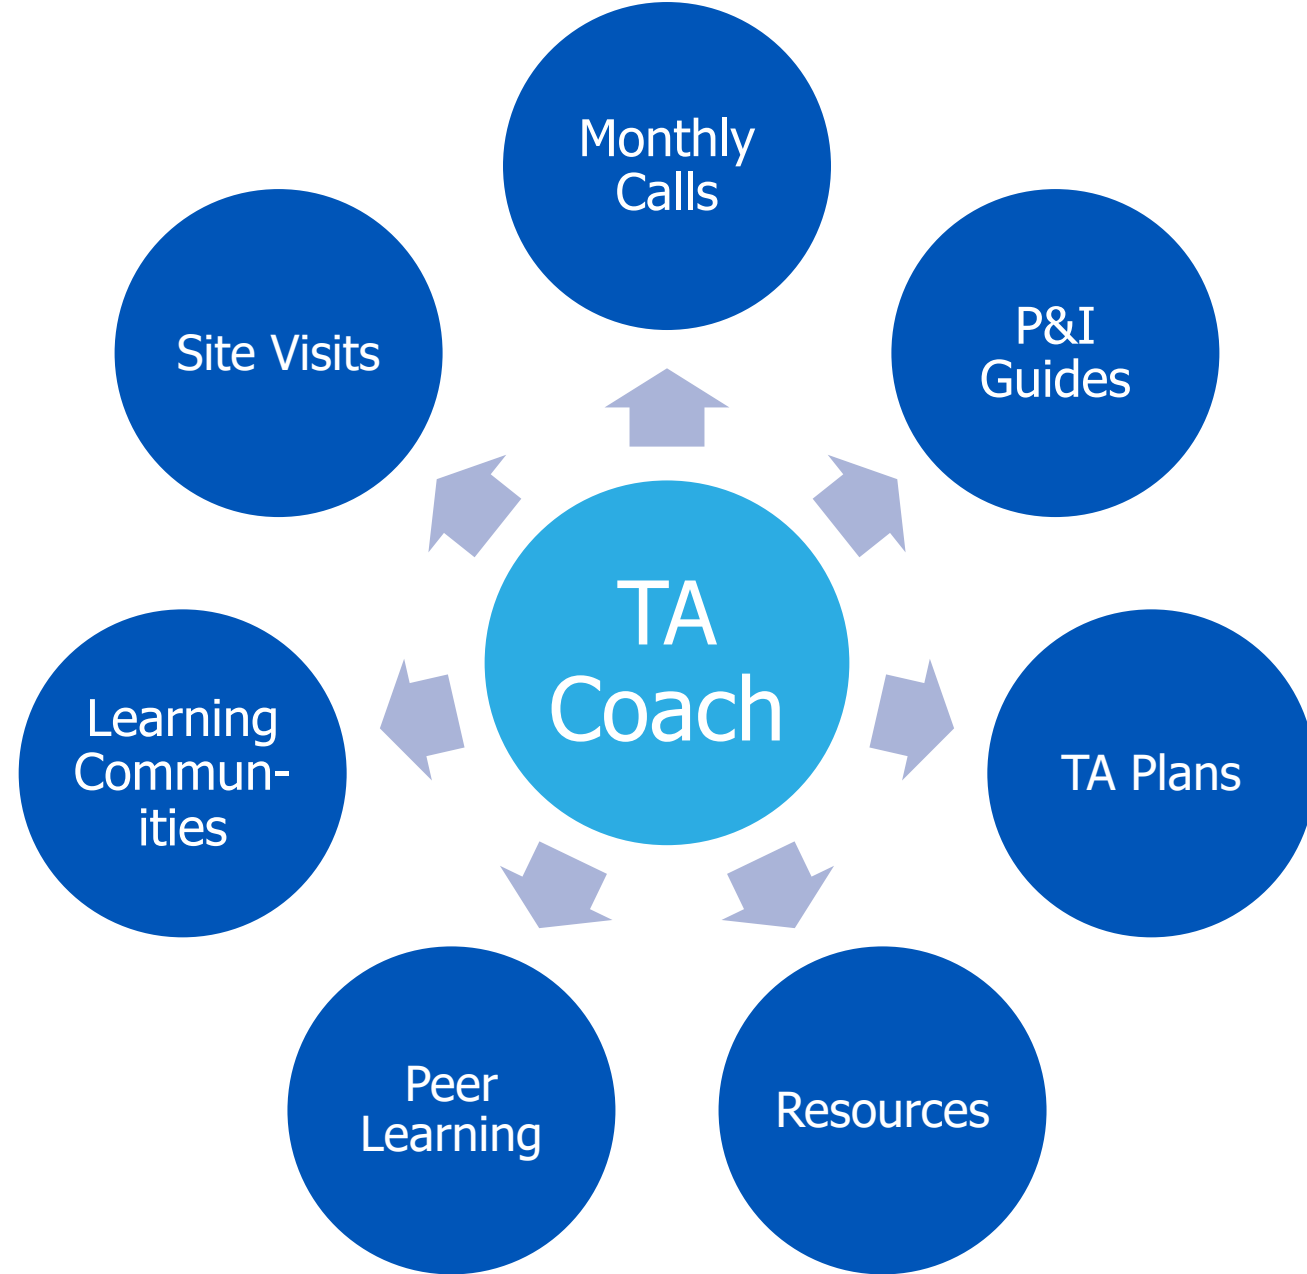 Monthly
Calls
P&I
Guides
Site Visits
TA
Coach
Learning
Commun-
ities
TA Plans
Peer
Learning
Resources